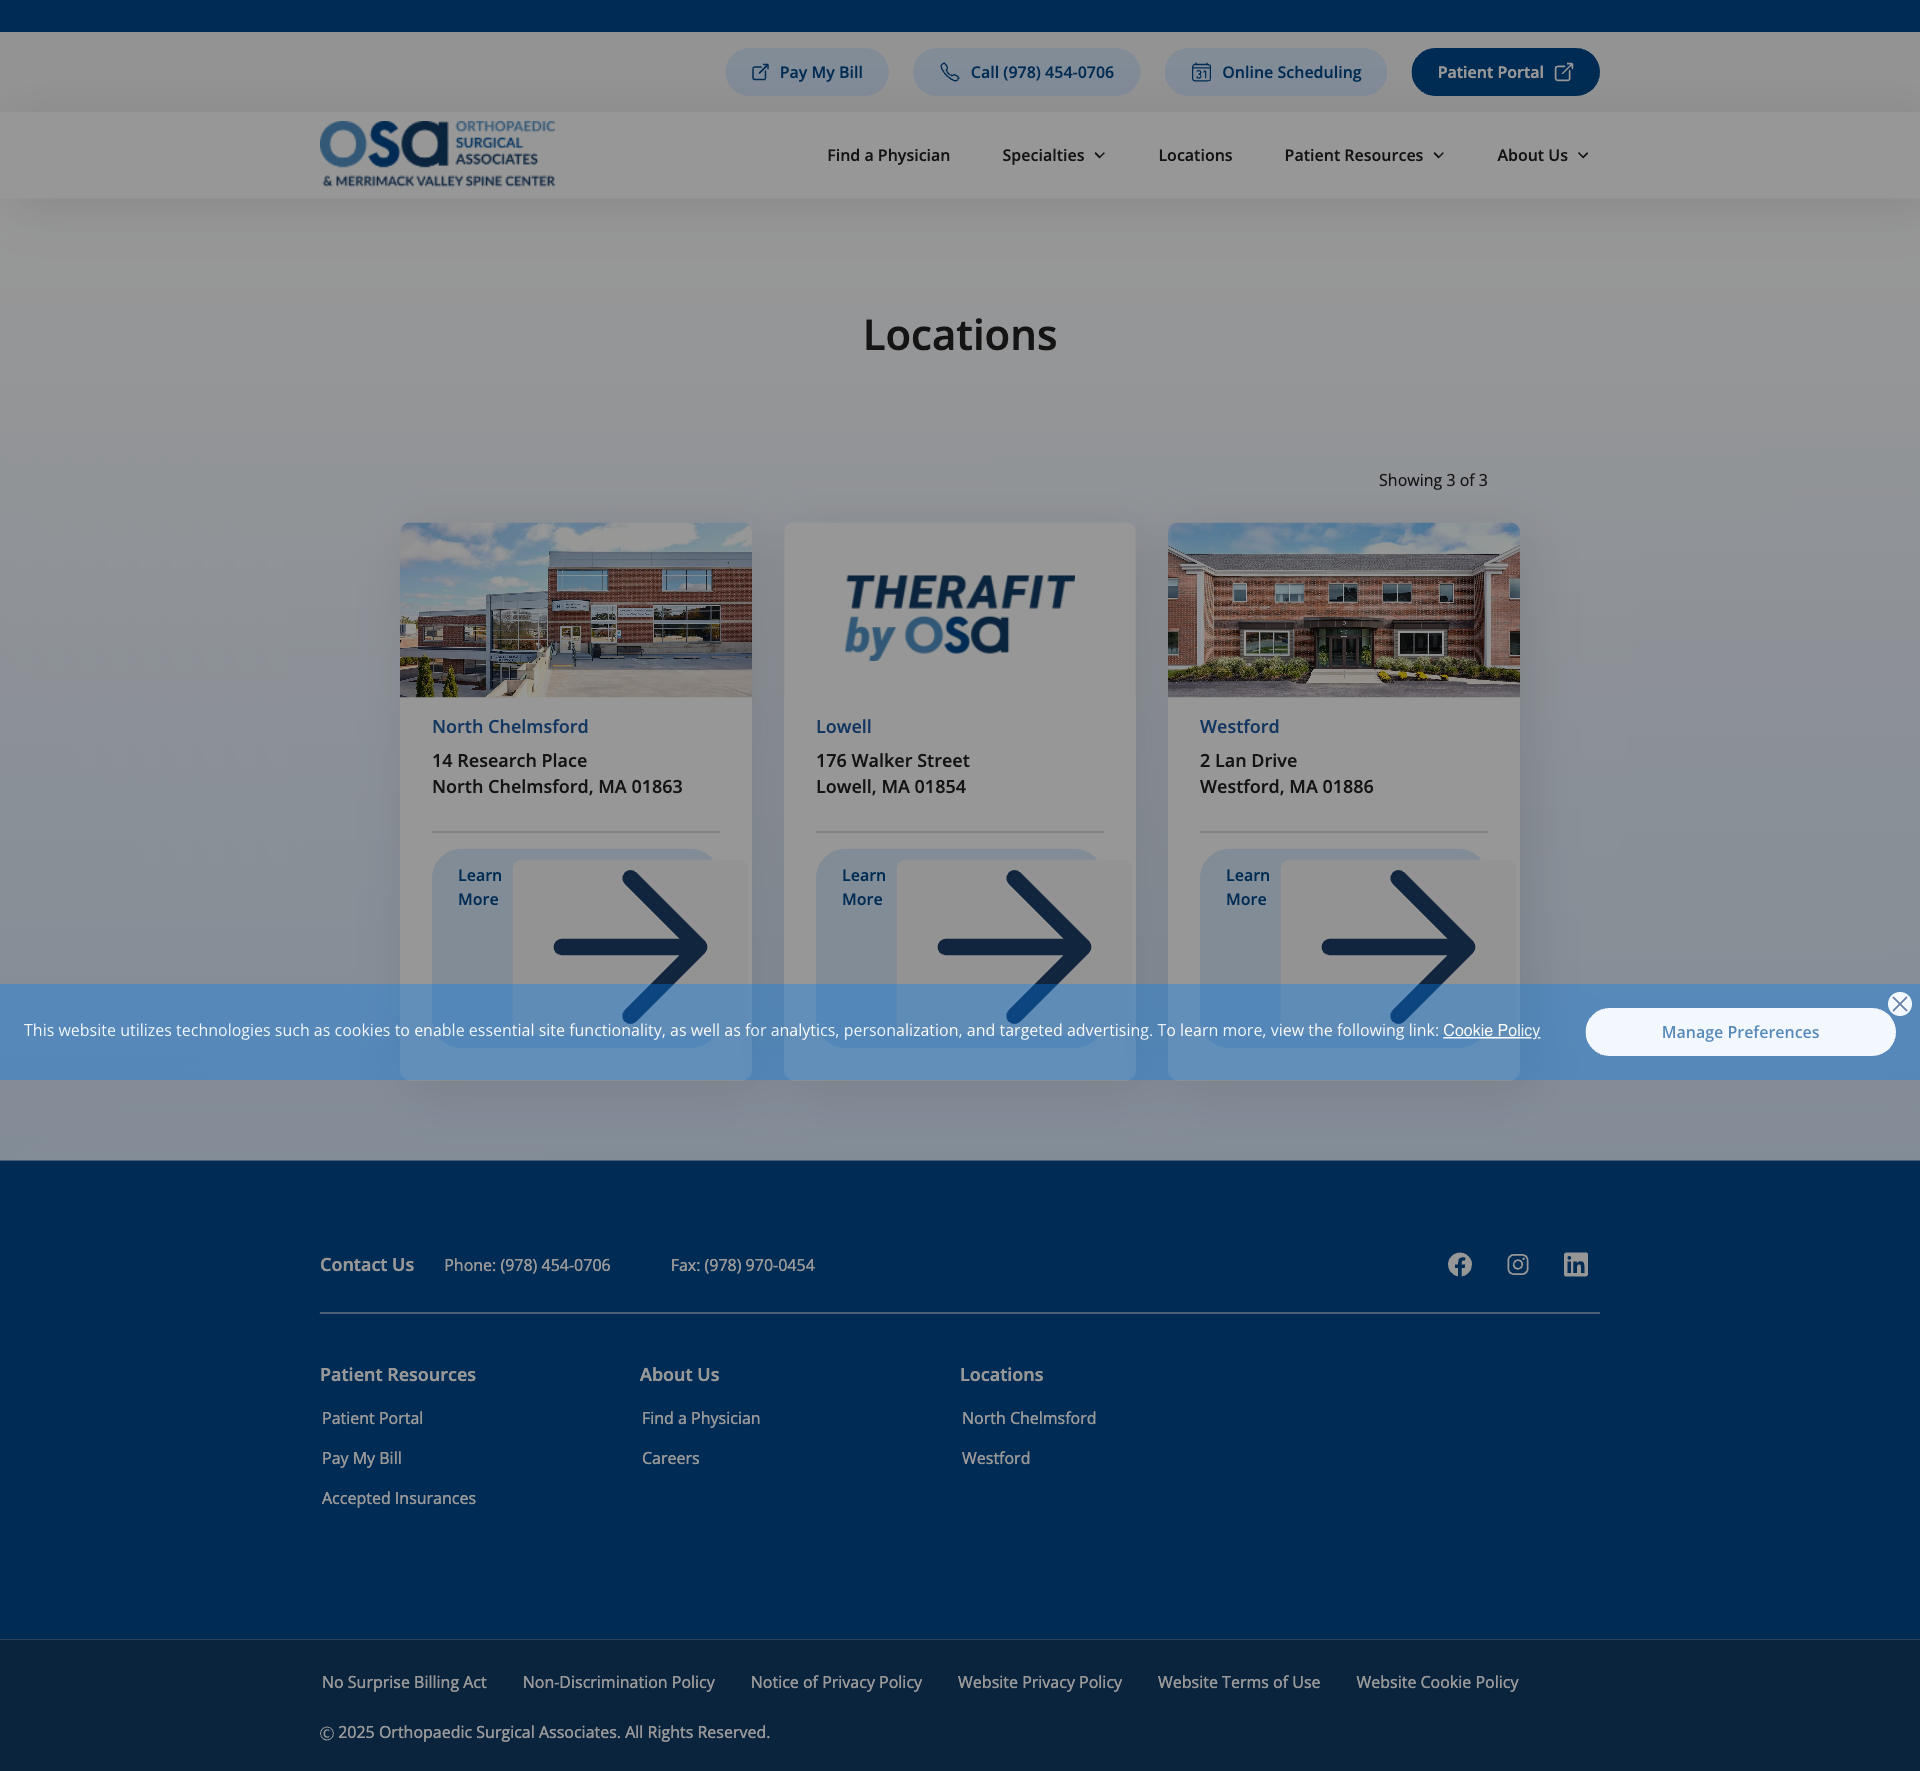 Pay My Bill
Call (978) 454-0706
Online Scheduling
Patient Portal
osa ORTHOPAEDIC
SURGICAL
ASSOCIATES
& MERRIMACK VALLEY SPINE CENTER
Find a Physician
Specialties
Locations
Patient Resources
About Us
Locations
Showing 3 of 3
North Chelmsford
14 Research Place
North Chelmsford, MA 01863
Learn
More
THERAFIT
by osa
Lowell
176 Walker Street
Lowell, MA 01854
Learn
More
Westford
2 Lan Drive
Westford, MA 01886
Learn
More
This website utilizes technologies such as cookies to enable essential site functionality, as well as for analytics, personalization, and targeted advertising. To learn more, view the following link: Cookie Policy
Manage Preferences
Contact Us
Phone: (978) 454-0706
Fax: (978) 970-0454
Patient Resources
Patient Portal
Pay My Bill
Accepted Insurances
About Us
Find a Physician
Careers
Locations
North Chelmsford
Westford
No Surprise Billing Act
Non-Discrimination Policy
Notice of Privacy Policy
Website Privacy Policy
Website Terms of Use
Website Cookie Policy
© 2025 Orthopaedic Surgical Associates. All Rights Reserved.